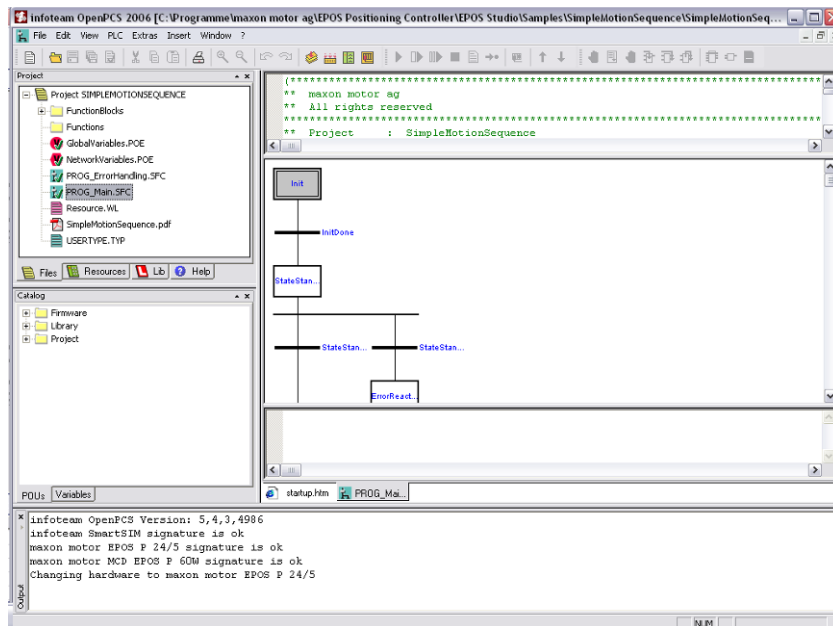 infoteam OpenPCS 2006 [C:\Programme\maxon motor ag\EPOS Positioning Controller\EPOS Studio\Samples\SimpleMotionSequence\SimpleMotionSeq...
File Edit View PLC Extras Insert Window ?
Project
Project SIMPLEMOTIONSEQUENCE
FunctionBlocks
Functions
GlobalVariables.POE
NetworkVariables.POE
PROG_ErrorHandling.SFC
PROG_Main.SFC
Resource.WL
SimpleMotionSequence.pdf
USERTYPE.TYP
Files Resources Lib Help
Catalog
Firmware
Library
Project
POUs Variables
(*****************************************************************************
** maxon motor ag
** All rights reserved
*****************************************************************************
** Project : SimpleMotionSequence
Init
InitDone
StateStan...
StateStan... StateStan...
ErrorReact...
startup.htm PROG_Mai...
Output
infoteam OpenPCS Version: 5,4,3,4986
infoteam SmartSIM signature is ok
maxon motor EPOS P 24/5 signature is ok
maxon motor MCD EPOS P 60W signature is ok
Changing hardware to maxon motor EPOS P 24/5
NUM